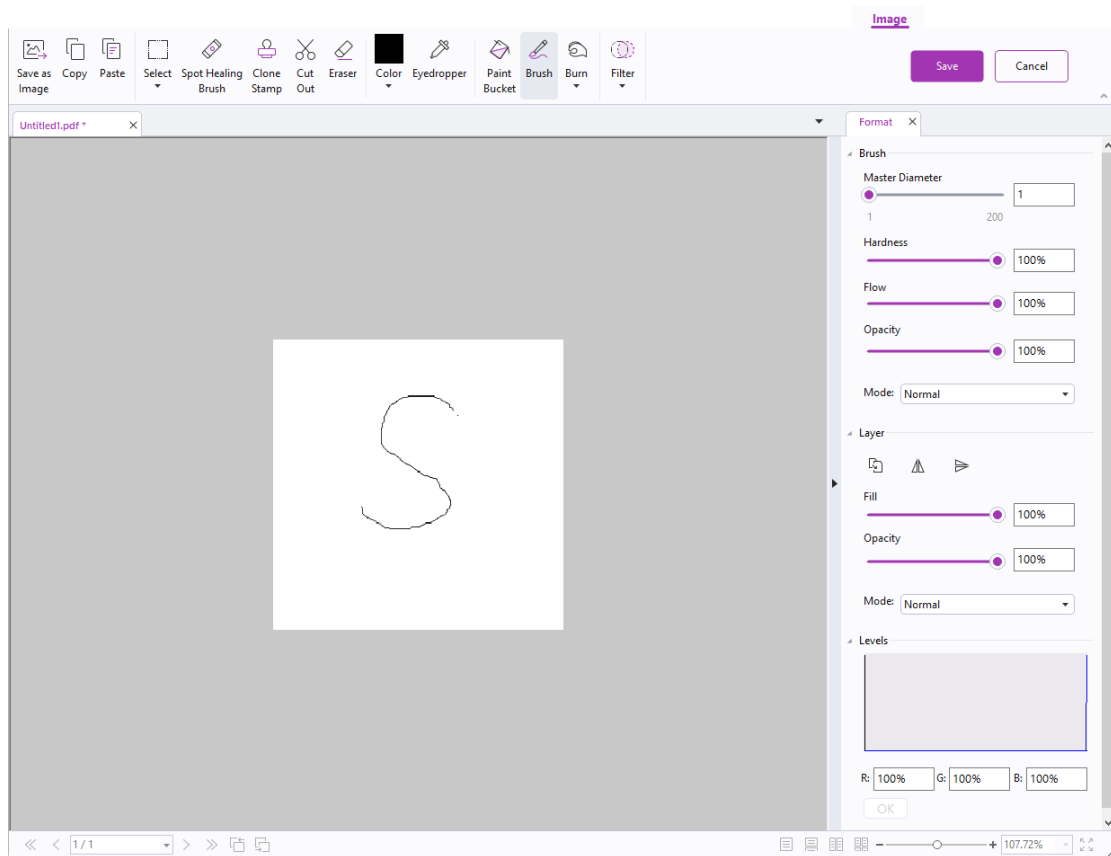 Image
Save as Image
Copy
Paste
Select
Spot Healing Brush
Clone Stamp
Cut Out
Eraser
Color
Eyedropper
Paint Bucket
Brush
Burn
Filter
Save
Cancel
Untitled1.pdf *
Format
Brush
Master Diameter
1
1 200
Hardness
100%
Flow
100%
Opacity
100%
Mode: Normal
Layer
Fill
100%
Opacity
100%
Mode: Normal
Levels
R: 100% G: 100% B: 100%
OK
S
1 / 1
107.72%